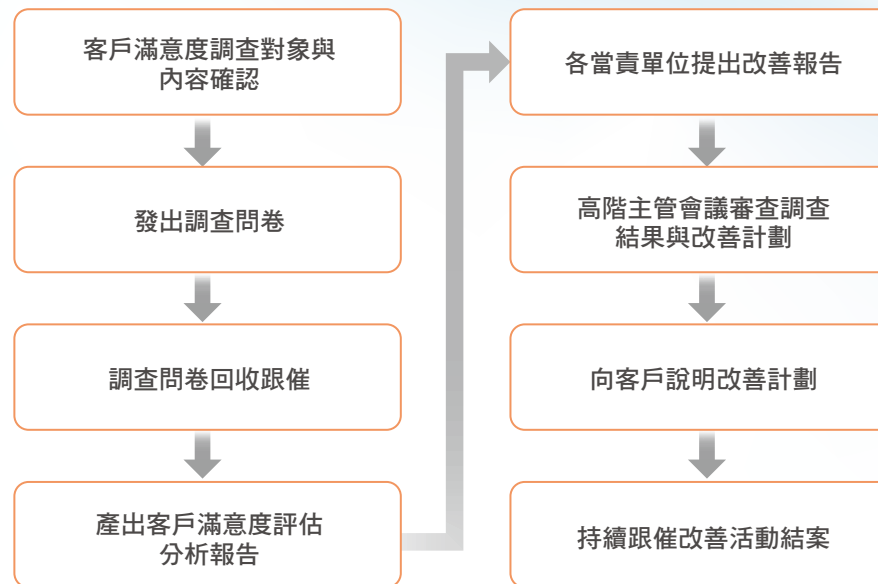 客戶滿意度調查對象與
內容確認
發出調查問卷
調查問卷回收跟催
產出客戶滿意度評估
分析報告
各當責單位提出改善報告
高階主管會議審查調查
結果與改善計劃
向客戶說明改善計劃
持續跟催改善活動結案